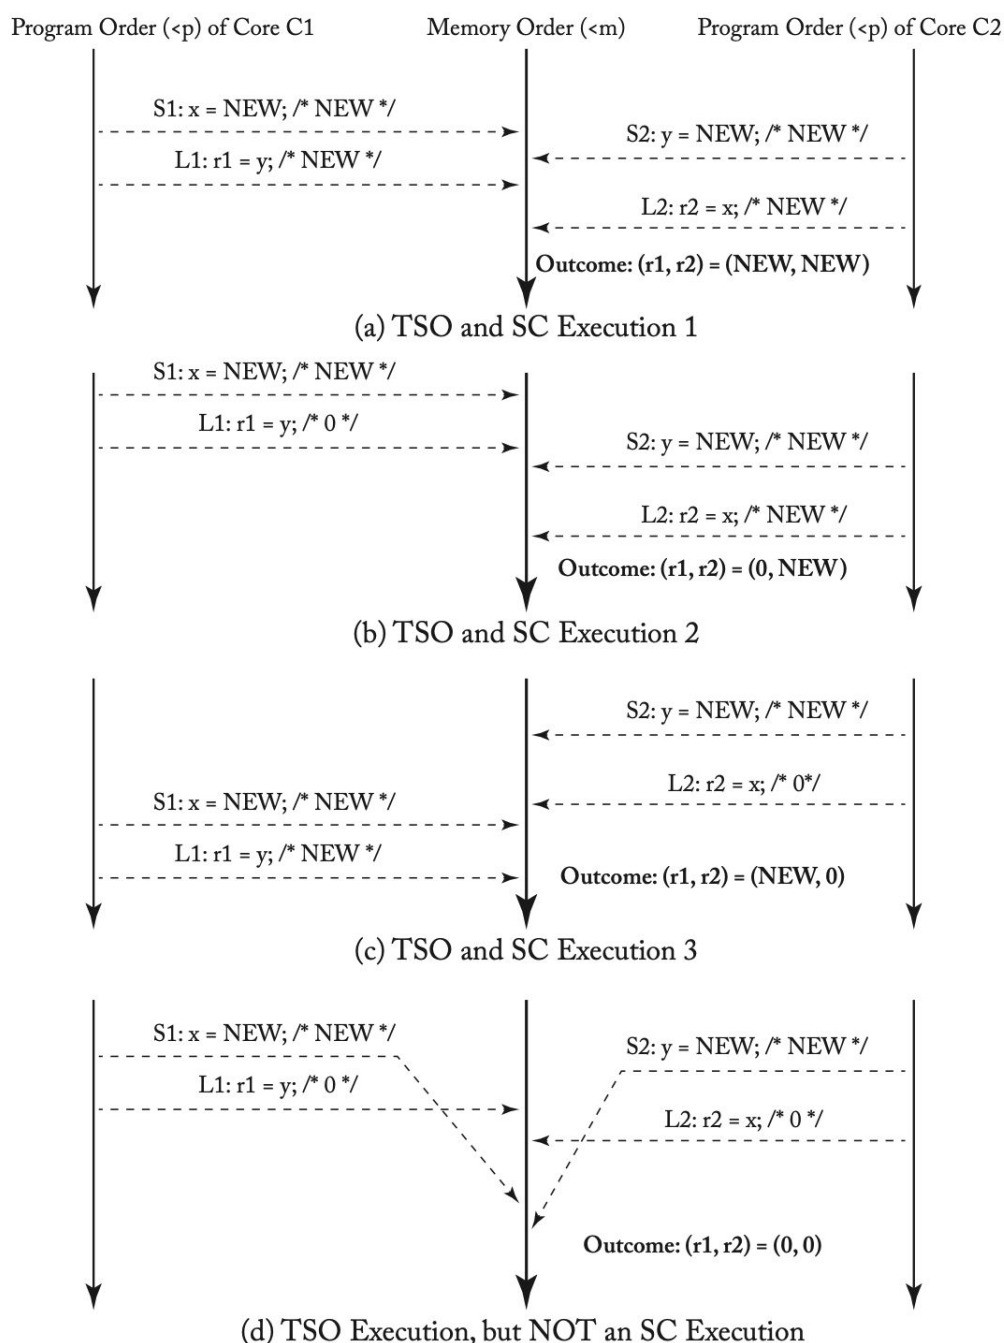 Program Order (<p) of Core C1
Memory Order (<m)
Program Order (<p) of Core C2
S1: x = NEW; /* NEW */
S2: y = NEW; /* NEW */
L1: r1 = y; /* NEW */
L2: r2 = x; /* NEW */
Outcome: (r1, r2) = (NEW, NEW)
(a) TSO and SC Execution 1
S1: x = NEW; /* NEW */
L1: r1 = y; /* 0 */
S2: y = NEW; /* NEW */
L2: r2 = x; /* NEW */
Outcome: (r1, r2) = (0, NEW)
(b) TSO and SC Execution 2
S2: y = NEW; /* NEW */
L2: r2 = x; /* 0*/
S1: x = NEW; /* NEW */
L1: r1 = y; /* NEW */
Outcome: (r1, r2) = (NEW, 0)
(c) TSO and SC Execution 3
S1: x = NEW; /* NEW */
S2: y = NEW; /* NEW */
L1: r1 = y; /* 0 */
L2: r2 = x; /* 0 */
Outcome: (r1, r2) = (0, 0)
(d) TSO Execution, but NOT an SC Execution